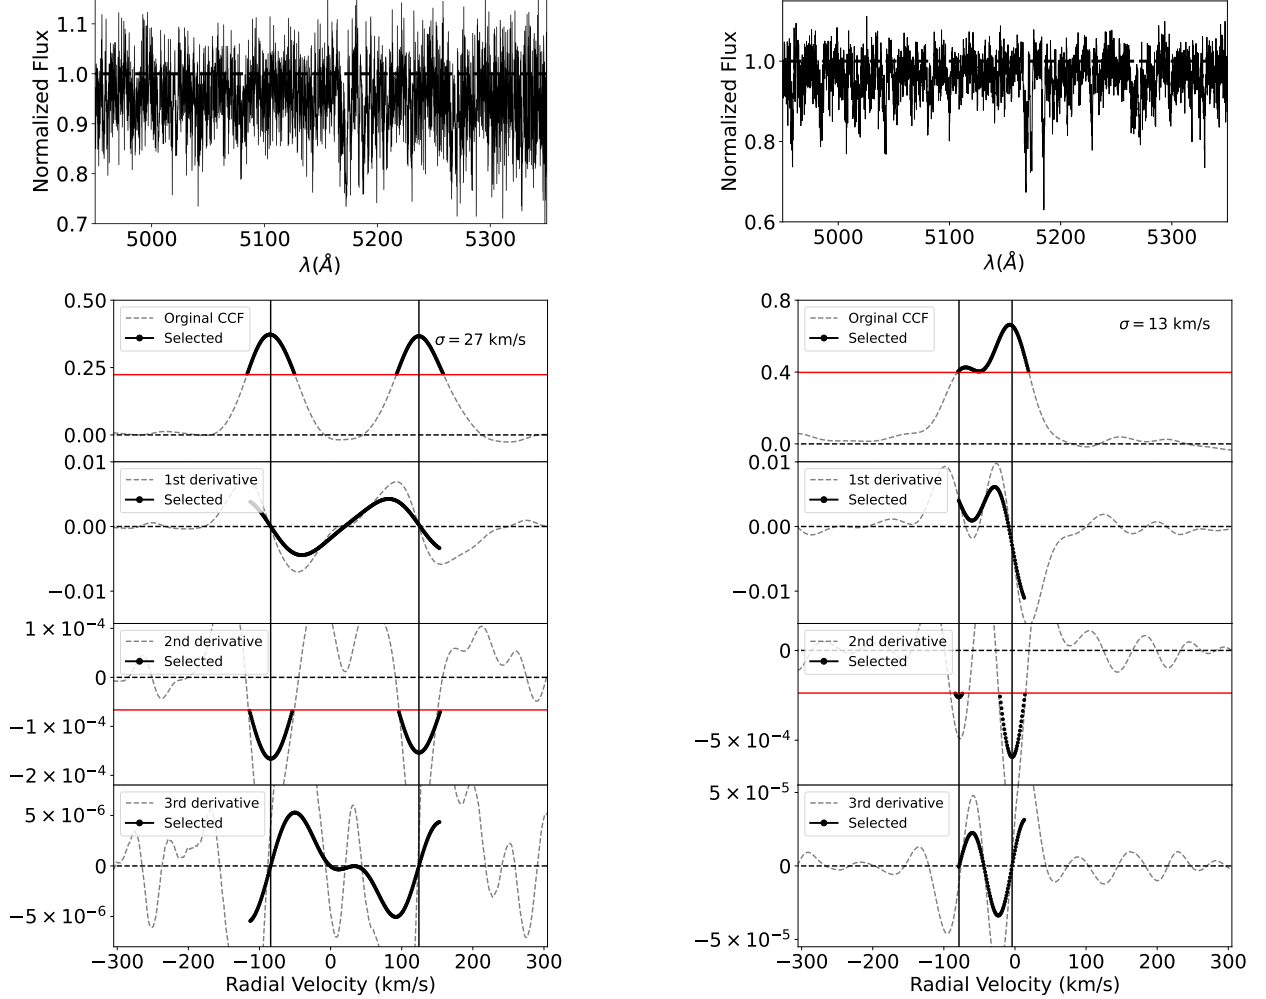 1.1
1.0
0.9
0.8
0.7
Normalized Flux
5000 5100 5200 5300
λ(Å)
1.0
0.8
0.6
Normalized Flux
5000 5100 5200 5300
λ(Å)
0.50
0.25
0.00
Orginal CCF
Selected
σ = 27 km/s
0.01
0.00
−0.01
1st derivative
Selected
1 × 10⁻⁴
0
−1 × 10⁻⁴
−2 × 10⁻⁴
2nd derivative
Selected
5 × 10⁻⁶
0
−5 × 10⁻⁶
3rd derivative
Selected
−300 −200 −100 0 100 200 300
Radial Velocity (km/s)
0.8
0.4
0.0
Orginal CCF
Selected
σ = 13 km/s
0.01
0.00
−0.01
1st derivative
Selected
0
−5 × 10⁻⁴
2nd derivative
Selected
5 × 10⁻⁵
0
−5 × 10⁻⁵
3rd derivative
Selected
−300 −200 −100 0 100 200 300
Radial Velocity (km/s)